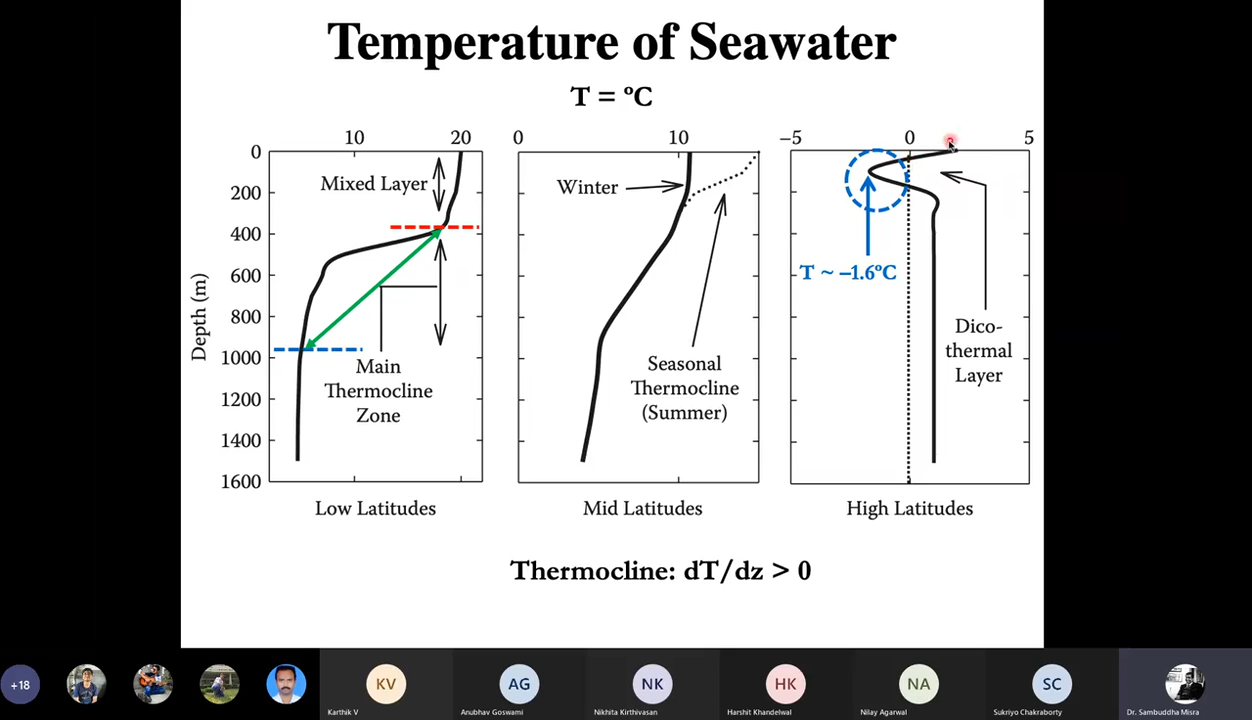 Temperature of Seawater
T = ºC
10 20
0 10
−5 0 5
0
200
400
600
800
1000
1200
1400
1600
Depth (m)
Mixed Layer
Main
Thermocline
Zone
Low Latitudes
Winter
Seasonal
Thermocline
(Summer)
Mid Latitudes
T ~ −1.6ºC
Dico-
thermal
Layer
High Latitudes
Thermocline: dT/dz > 0
+18
KV
Karthik V
AG
Anubhav Goswami
NK
Nikhita Kirthivasan
HK
Harshit Khandelwal
NA
Nilay Agarwal
SC
Sukriyo Chakraborty
Dr. Sambuddha Misra